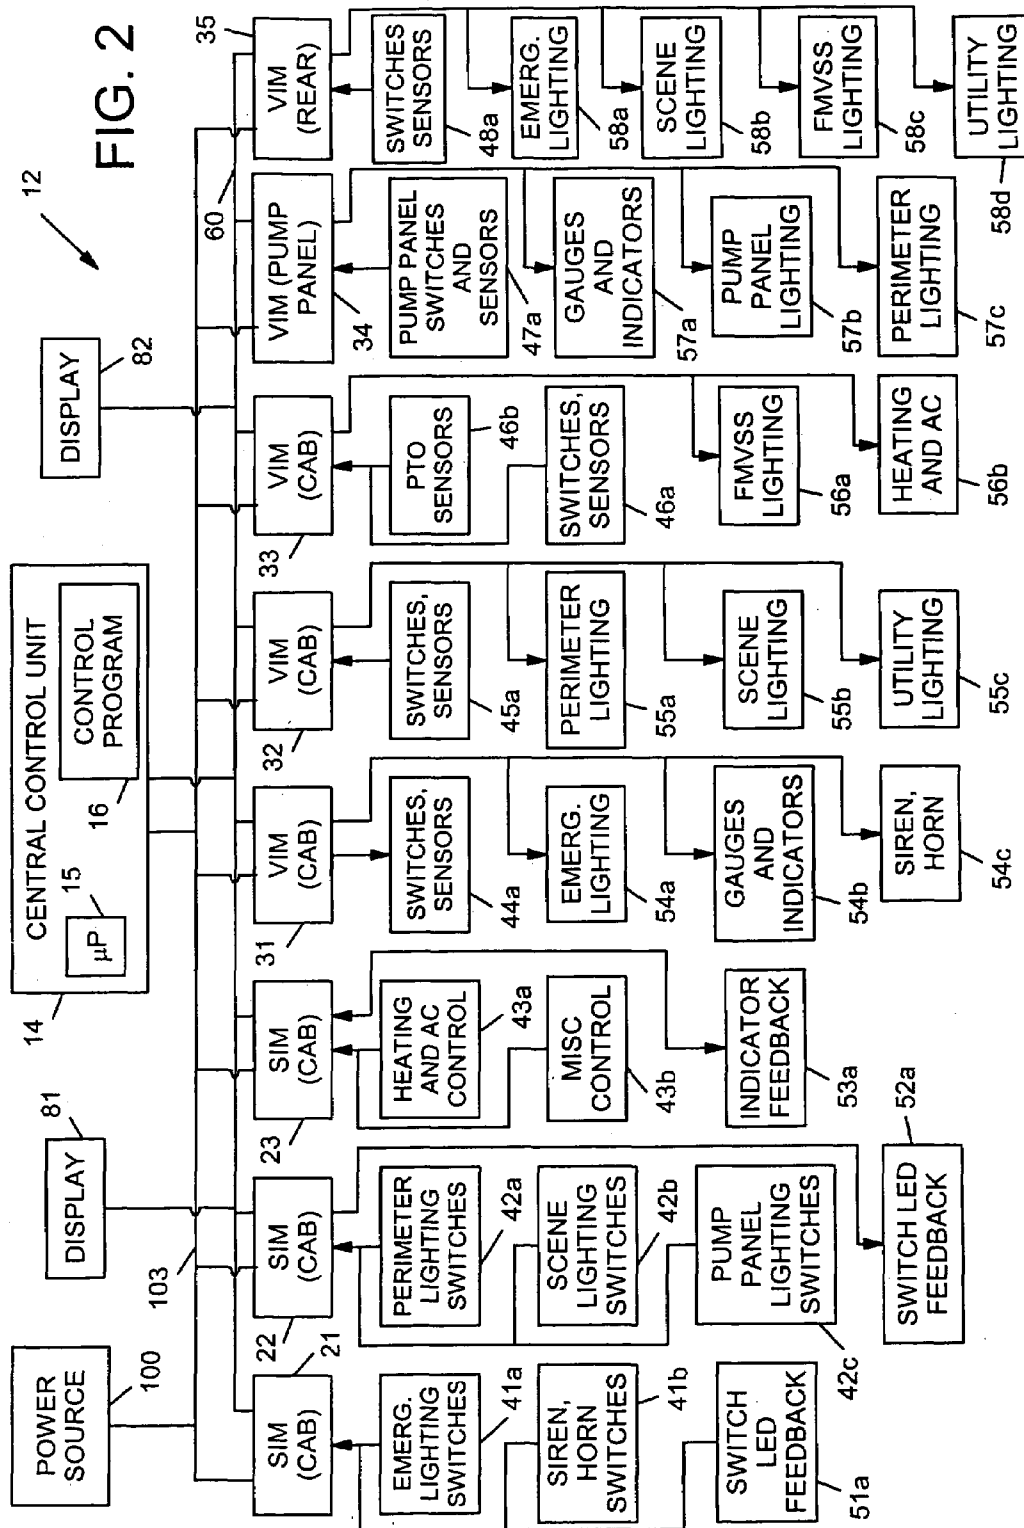 FIG. 2
12
POWER
SOURCE
100
103
DISPLAY
81
CENTRAL CONTROL UNIT
14
µP
15
CONTROL
PROGRAM
16
DISPLAY
82
60
SIM
(CAB)
21
EMERG.
LIGHTING
SWITCHES
41a
SIREN,
HORN
SWITCHES
41b
SWITCH
LED
FEEDBACK
51a
SIM
(CAB)
22
PERIMETER
LIGHTING
SWITCHES
42a
SCENE
LIGHTING
SWITCHES
42b
PUMP
PANEL
LIGHTING
SWITCHES
42c
SWITCH LED
FEEDBACK
52a
SIM
(CAB)
23
HEATING
AND AC
CONTROL
43a
MISC
CONTROL
43b
INDICATOR
FEEDBACK
53a
VIM
(CAB)
31
SWITCHES,
SENSORS
44a
EMERG.
LIGHTING
54a
GAUGES
AND
INDICATORS
54b
SIREN,
HORN
54c
VIM
(CAB)
32
SWITCHES,
SENSORS
45a
PERIMETER
LIGHTING
55a
SCENE
LIGHTING
55b
UTILITY
LIGHTING
55c
VIM
(CAB)
33
PTO
SENSORS
46b
SWITCHES,
SENSORS
46a
FMVSS
LIGHTING
56a
HEATING
AND AC
56b
VIM (PUMP
PANEL)
34
PUMP PANEL
SWITCHES
AND
SENSORS
47a
GAUGES
AND
INDICATORS
57a
PUMP
PANEL
LIGHTING
57b
PERIMETER
LIGHTING
57c
VIM
(REAR)
35
SWITCHES
SENSORS
48a
EMERG.
LIGHTING
58a
SCENE
LIGHTING
58b
FMVSS
LIGHTING
58c
UTILITY
LIGHTING
58d